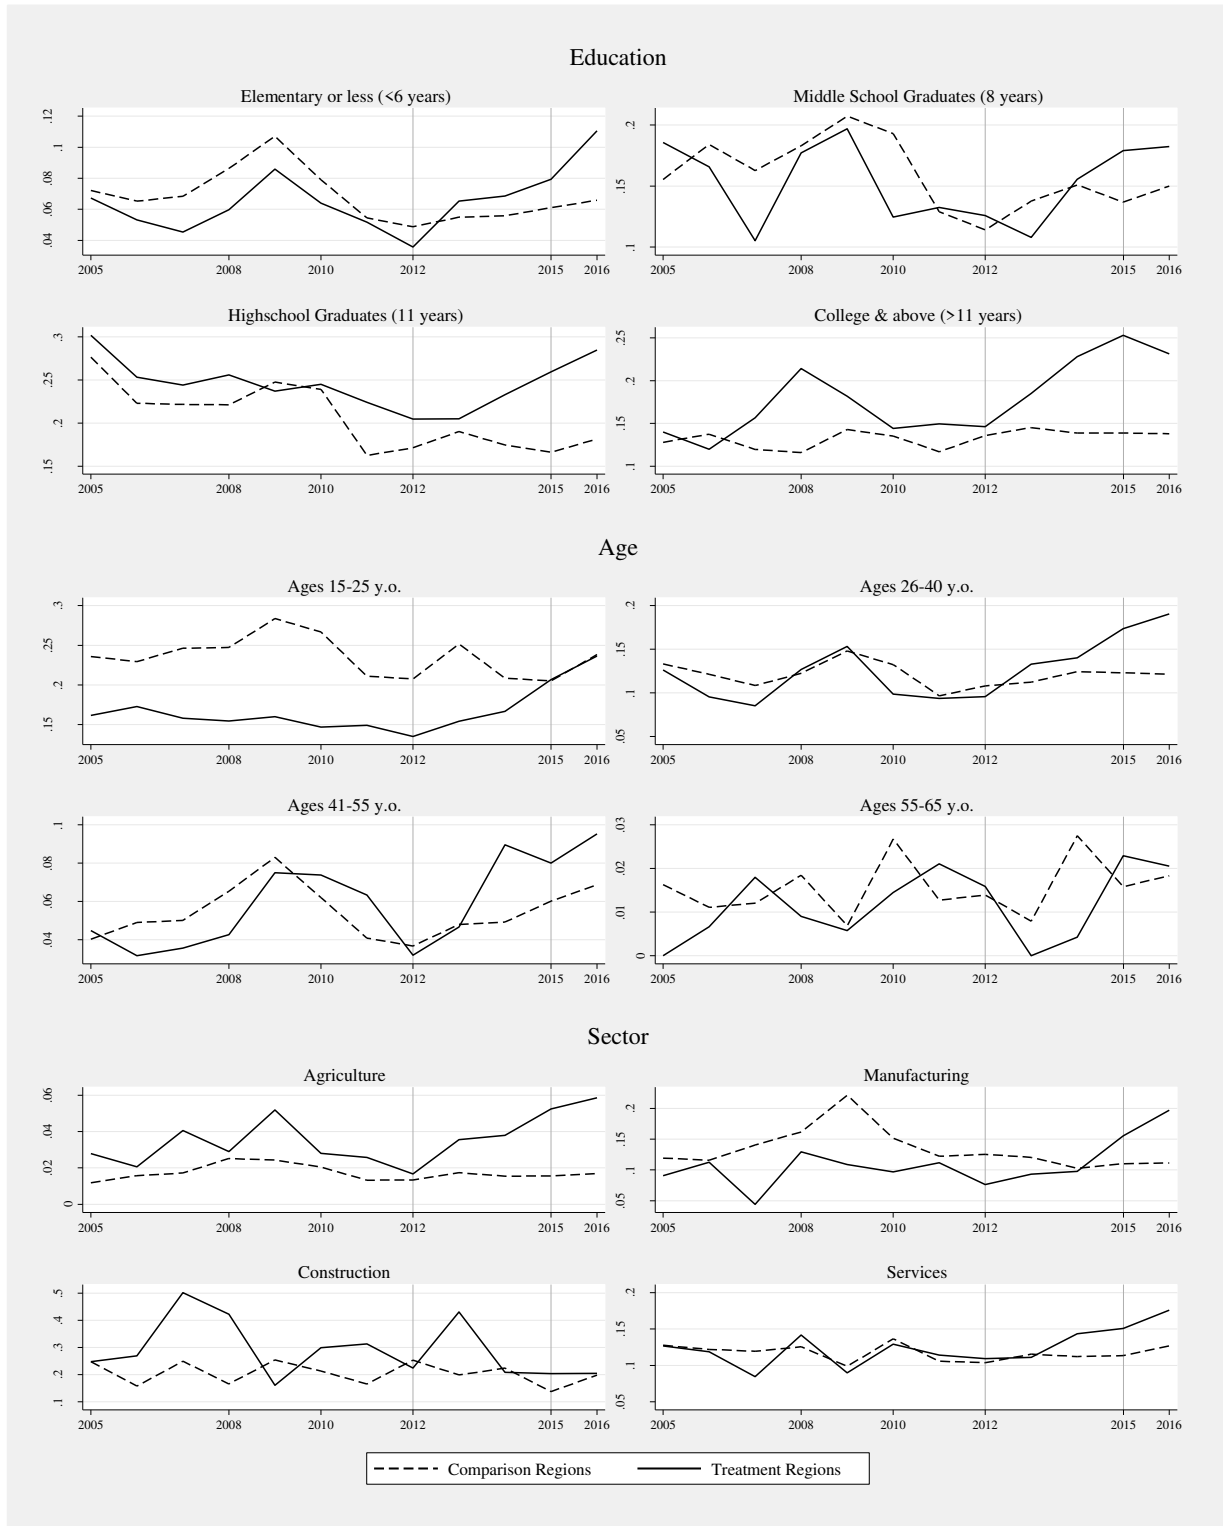 Education
Elementary or less (<6 years)
.12
.1
.08
.06
.04
2005 2008 2010 2012 2015 2016
Middle School Graduates (8 years)
.2
.15
.1
2005 2008 2010 2012 2015 2016
Highschool Graduates (11 years)
.3
.25
.2
.15
2005 2008 2010 2012 2015 2016
College & above (>11 years)
.25
.2
.15
.1
2005 2008 2010 2012 2015 2016
Age
Ages 15-25 y.o.
.3
.25
.2
.15
2005 2008 2010 2012 2015 2016
Ages 26-40 y.o.
.2
.15
.1
.05
2005 2008 2010 2012 2015 2016
Ages 41-55 y.o.
.1
.08
.06
.04
2005 2008 2010 2012 2015 2016
Ages 55-65 y.o.
.03
.02
.01
0
2005 2008 2010 2012 2015 2016
Sector
Agriculture
.06
.04
.02
0
2005 2008 2010 2012 2015 2016
Manufacturing
.2
.15
.1
.05
2005 2008 2010 2012 2015 2016
Construction
.5
.4
.3
.2
.1
2005 2008 2010 2012 2015 2016
Services
.2
.15
.1
.05
2005 2008 2010 2012 2015 2016
Comparison Regions Treatment Regions